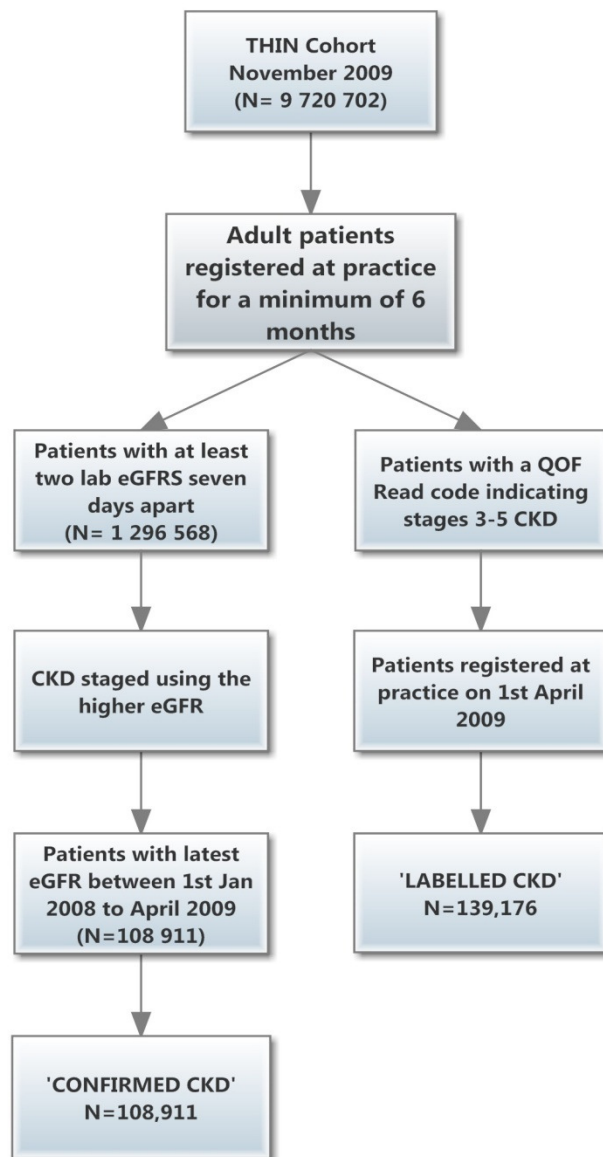 THIN Cohort
November 2009
(N= 9 720 702)
Adult patients
registered at practice
for a minimum of 6
months
Patients with at least
two lab eGFRS seven
days apart
(N= 1 296 568)
CKD staged using the
higher eGFR
Patients with latest
eGFR between 1st Jan
2008 to April 2009
(N=108 911)
'CONFIRMED CKD'
N=108,911
Patients with a QOF
Read code indicating
stages 3-5 CKD
Patients registered at
practice on 1st April
2009
'LABELLED CKD'
N=139,176